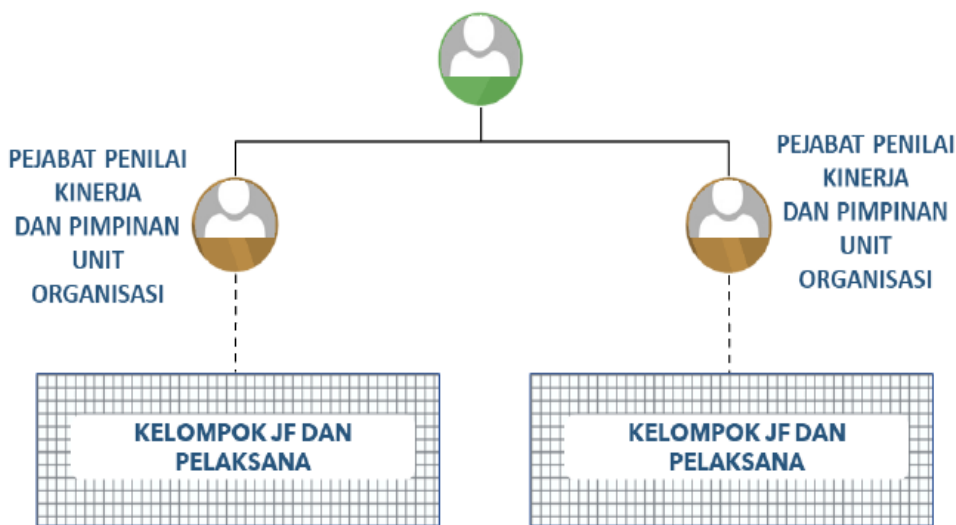 PEJABAT PENILAI
KINERJA
DAN PIMPINAN
UNIT
ORGANISASI
PEJABAT PENILAI
KINERJA
DAN PIMPINAN
UNIT
ORGANISASI
KELOMPOK JF DAN
PELAKSANA
KELOMPOK JF DAN
PELAKSANA